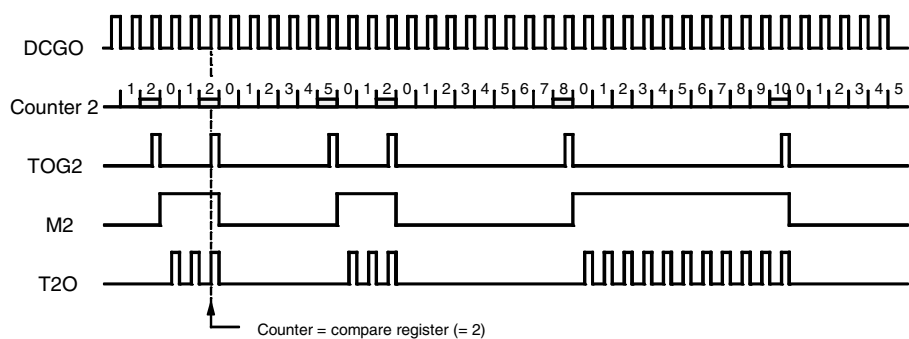 DCGO
Counter 2 1 2 0 1 2 0 1 2 3 4 5 0 1 2 0 1 2 3 4 5 6 7 8 0 1 2 3 4 5 6 7 8 9 10 0 1 2 3 4 5
TOG2
M2
T2O
Counter = compare register (= 2)